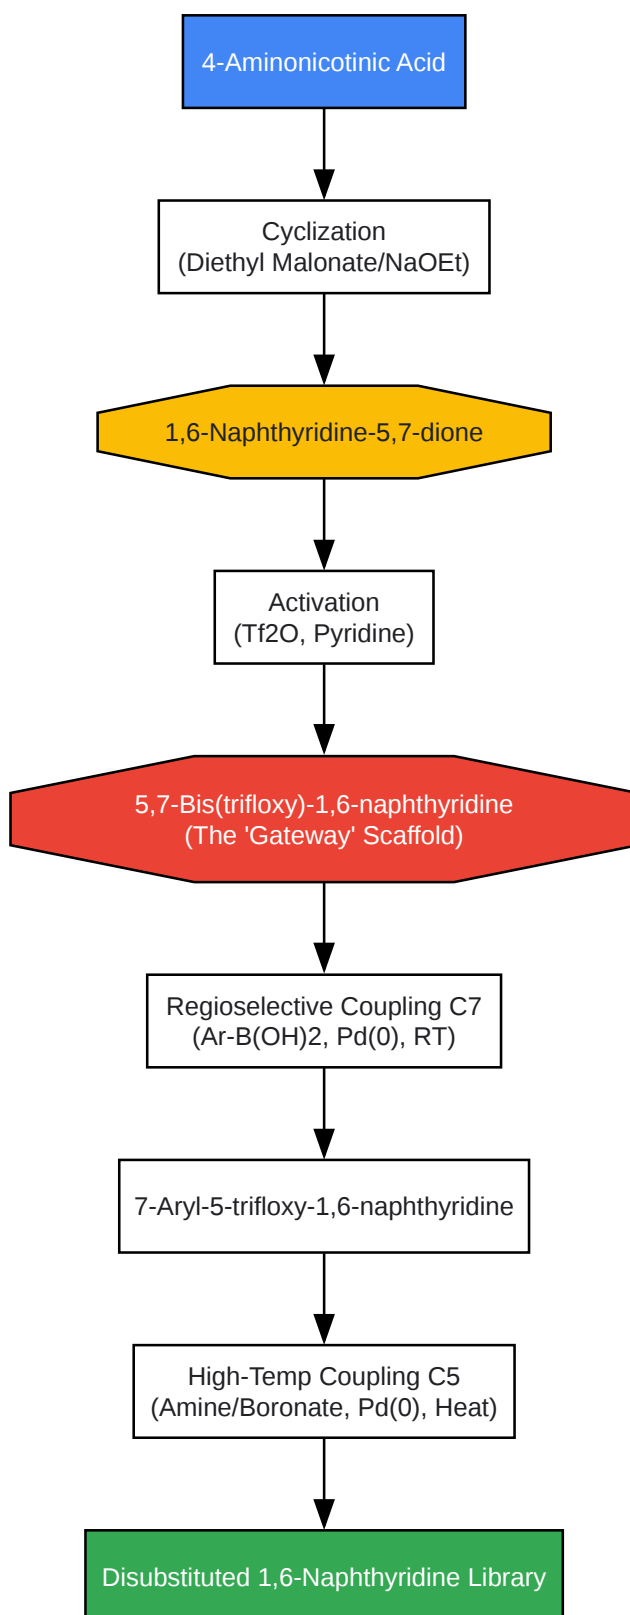 4-Aminonicotinic Acid
Cyclization
(Diethyl Malonate/NaOEt)
1,6-Naphthyridine-5,7-dione
Activation
(Tf2O, Pyridine)
5,7-Bis(trifloxy)-1,6-naphthyridine
(The 'Gateway' Scaffold)
Regioselective Coupling C7
(Ar-B(OH)2, Pd(0), RT)
7-Aryl-5-trifloxy-1,6-naphthyridine
High-Temp Coupling C5
(Amine/Boronate, Pd(0), Heat)
Disubstituted 1,6-Naphthyridine Library